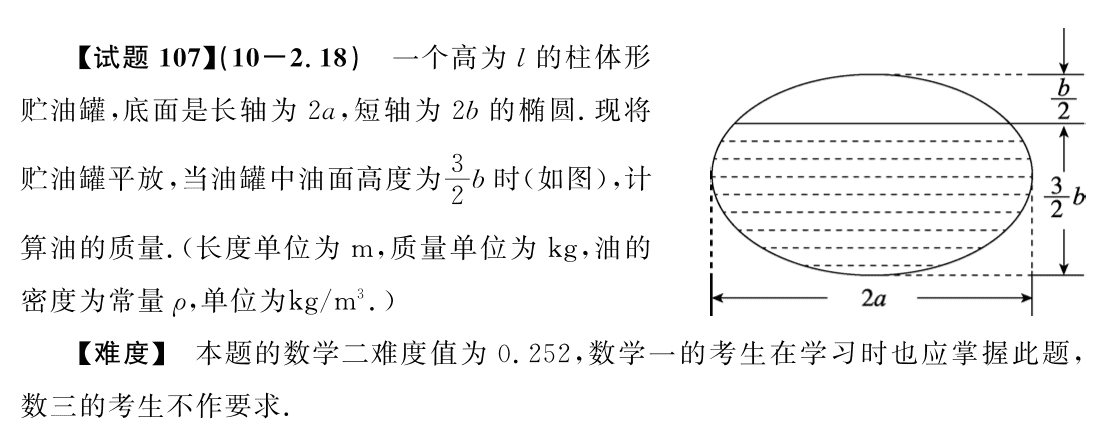 【试题 107】(10－2.18) 一个高为 l 的柱体形
贮油罐,底面是长轴为 2a,短轴为 2b 的椭圆.现将
贮油罐平放,当油罐中油面高度为3/2b 时(如图),计
算油的质量.(长度单位为 m,质量单位为 kg,油的
密度为常量 ρ,单位为kg/m³.)
b/2
3/2 b
2a
【难度】 本题的数学二难度值为 0.252,数学一的考生在学习时也应掌握此题,
数三的考生不作要求.